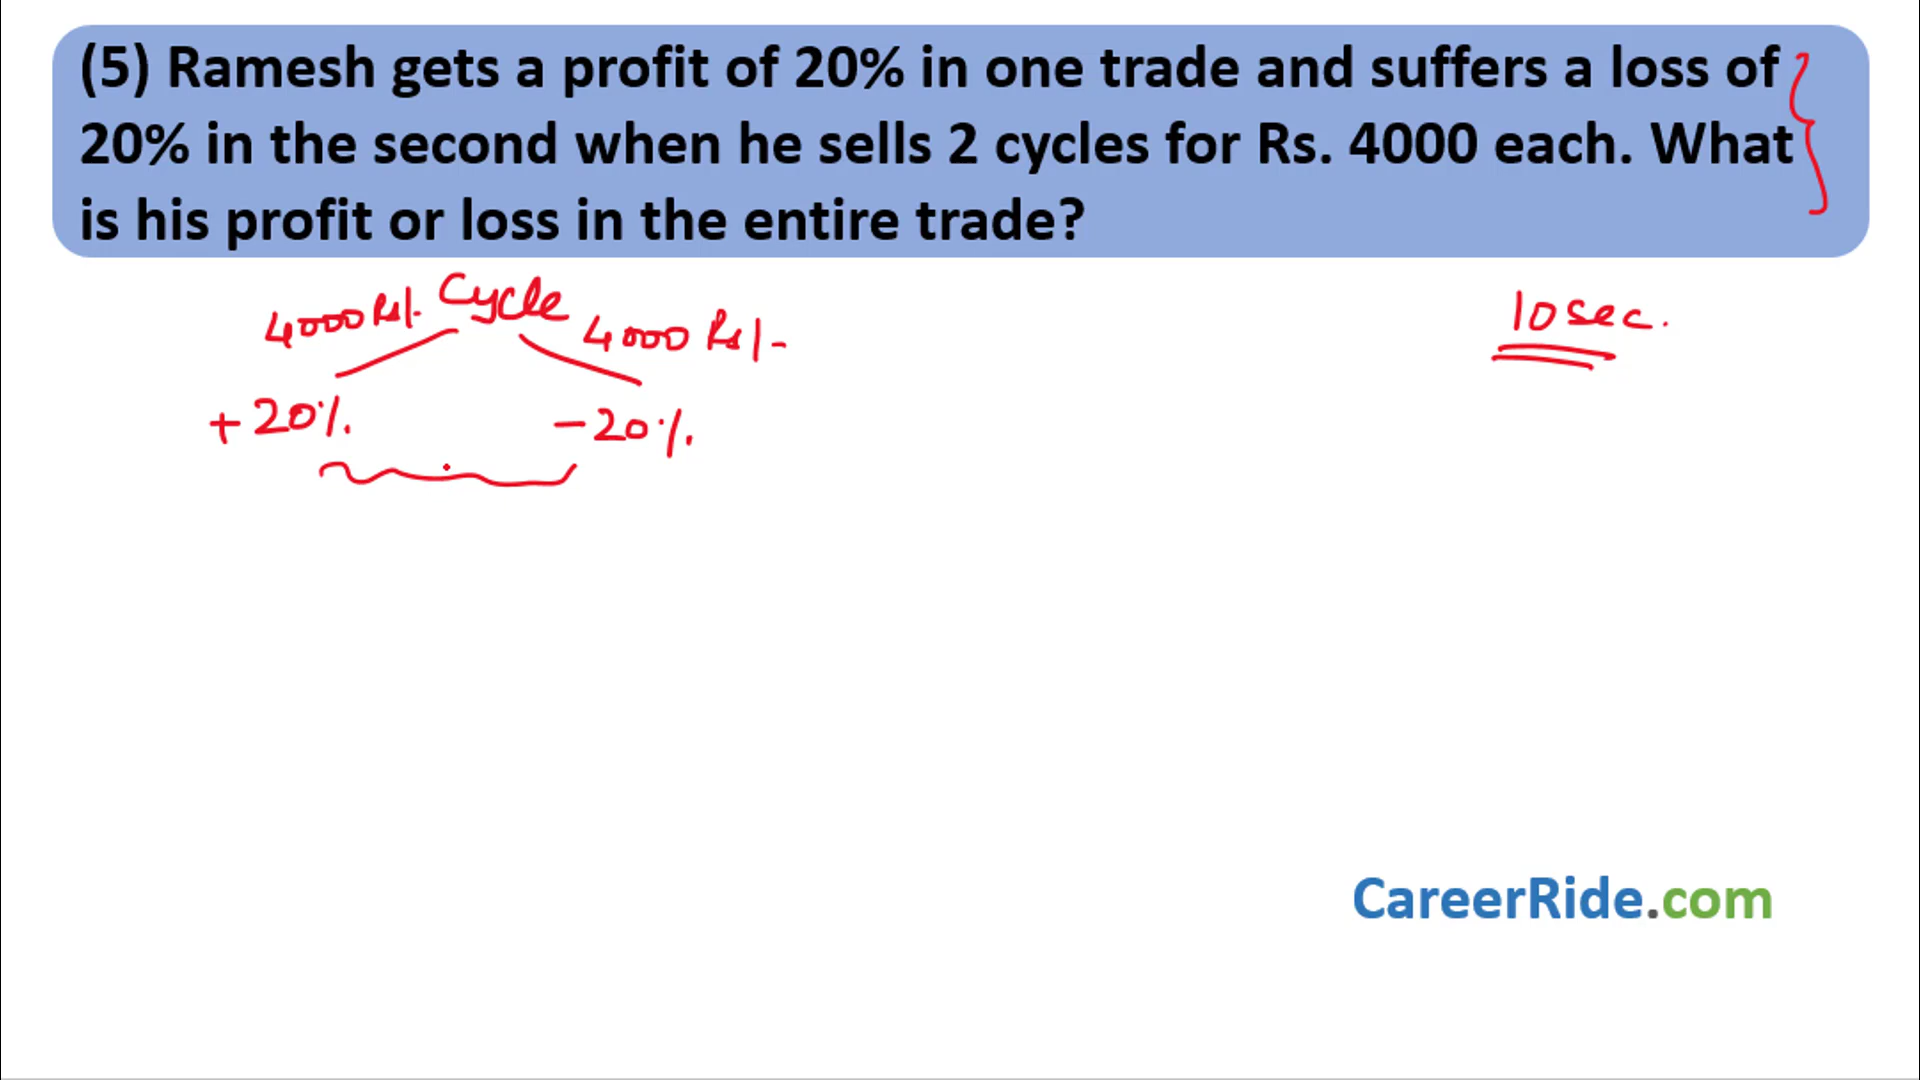 (5) Ramesh gets a profit of 20% in one trade and suffers a loss of
20% in the second when he sells 2 cycles for Rs. 4000 each. What
is his profit or loss in the entire trade?
4000 Rs/. Cycle 4000 Rs/-
10 sec.
+20%. -20%.
CareerRide.com